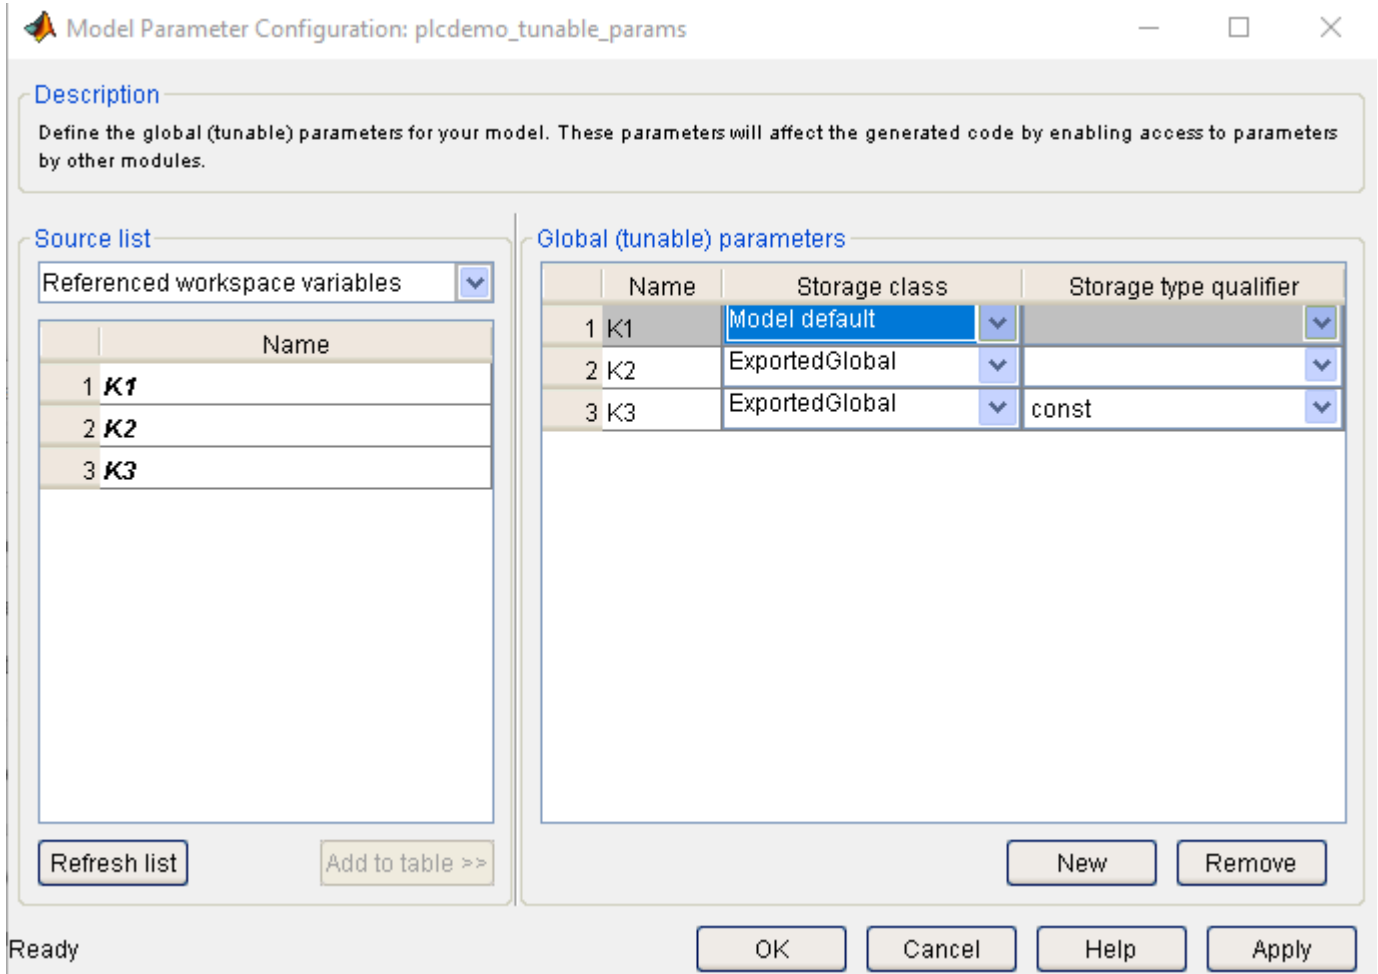 Model Parameter Configuration: plcdemo_tunable_params
Description
Define the global (tunable) parameters for your model. These parameters will affect the generated code by enabling access to parameters
by other modules.
Source list
Referenced workspace variables
Name
1 K1
2 K2
3 K3
Refresh list
Add to table >>
Global (tunable) parameters
Name Storage class Storage type qualifier
1 K1 Model default
2 K2 ExportedGlobal
3 K3 ExportedGlobal const
New Remove
Ready
OK Cancel Help Apply